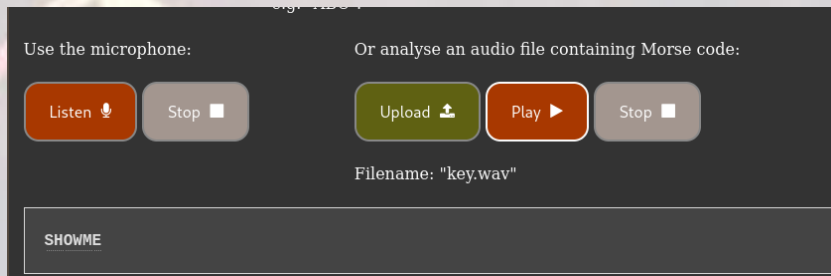 e.g. "ABC".
Use the microphone:
Or analyse an audio file containing Morse code:
Listen
Stop
Upload
Play
Stop
Filename: "key.wav"
SHOWME